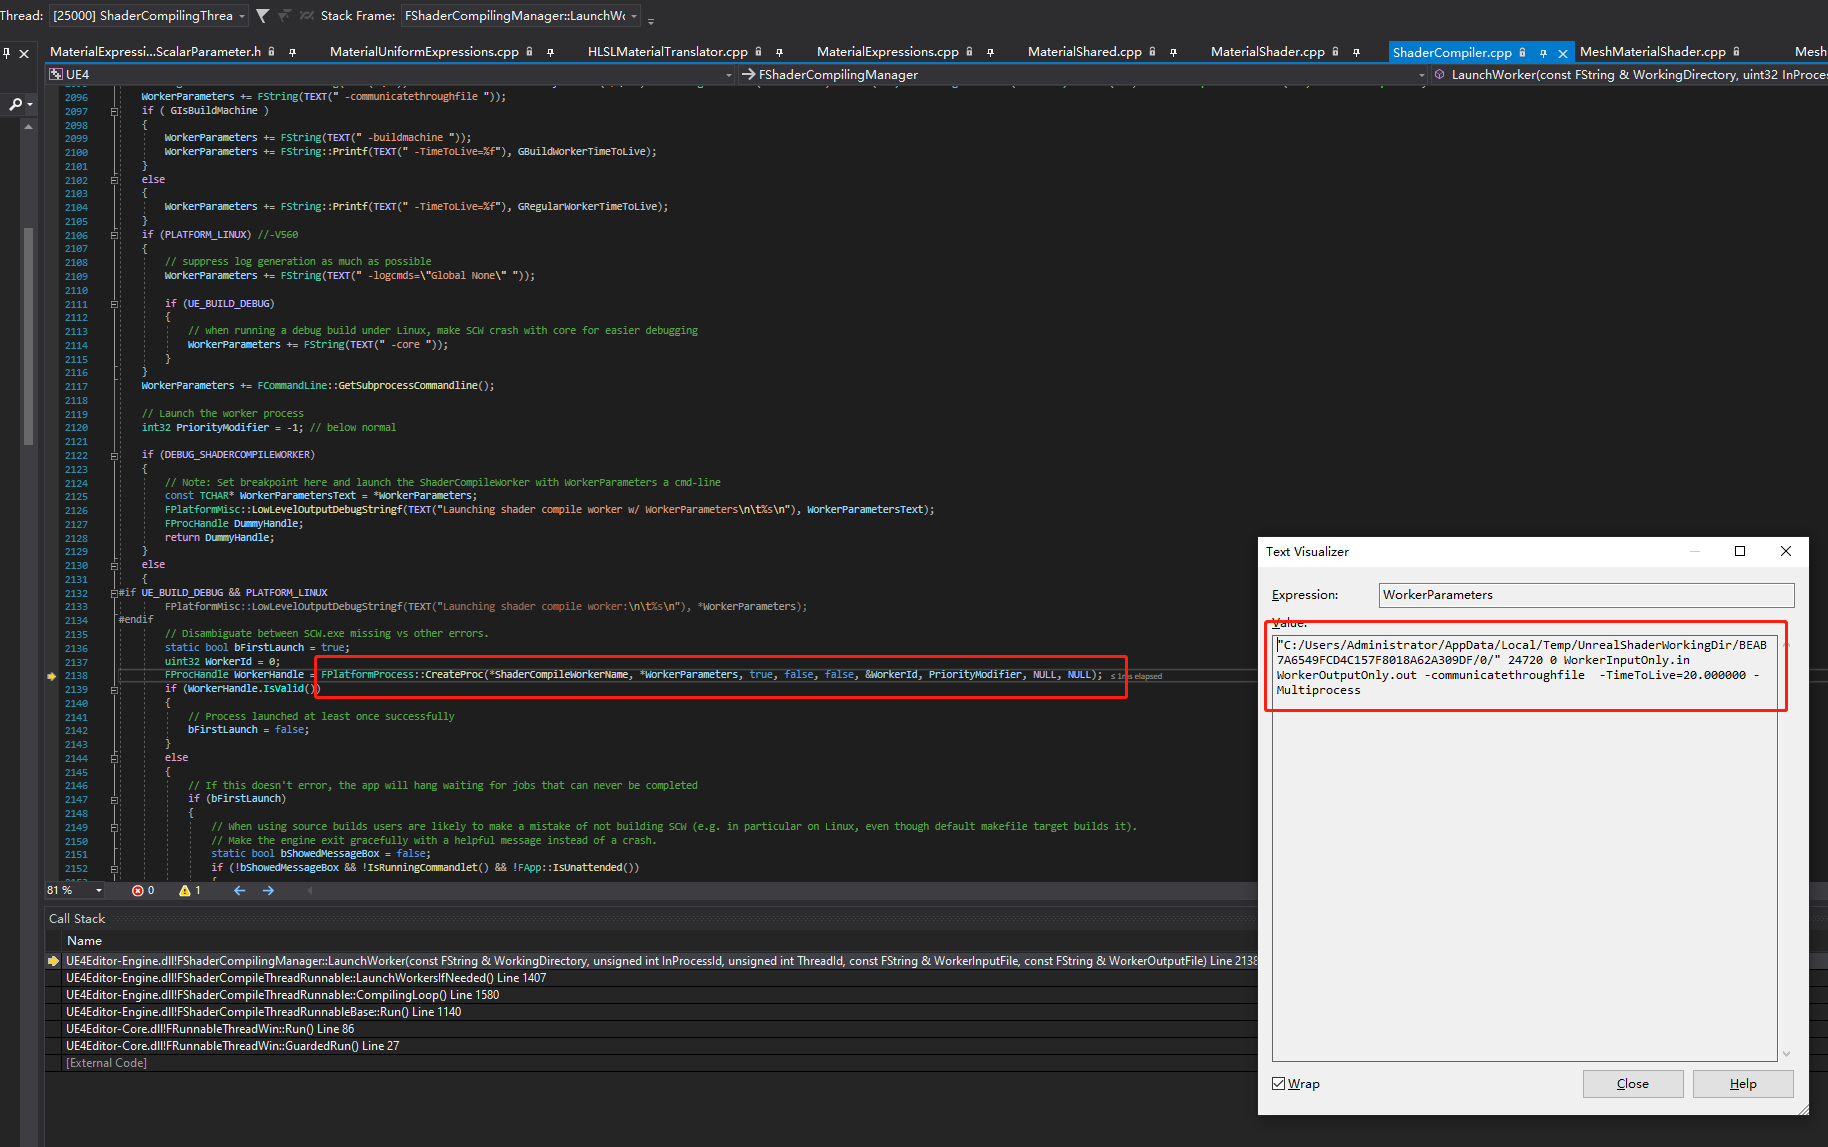 Thread: [25000] ShaderCompilingThrea Stack Frame: FShaderCompilingManager::LaunchWo
MaterialExpressi...ScalarParameter.h MaterialUniformExpressions.cpp HLSLMaterialTranslator.cpp MaterialExpressions.cpp MaterialShared.cpp MaterialShader.cpp ShaderCompiler.cpp MeshMaterialShader.cpp Mesh
UE4 FShaderCompilingManager LaunchWorker(const FString & WorkingDirectory, uint32 InProces
2096 WorkerParameters += FString(TEXT(" -communicatethroughfile "));
2097 if ( GIsBuildMachine )
2098 {
2099 WorkerParameters += FString(TEXT(" -buildmachine "));
2100 WorkerParameters += FString::Printf(TEXT(" -TimeToLive=%f"), GBuildWorkerTimeToLive);
2101 }
2102 else
2103 {
2104 WorkerParameters += FString::Printf(TEXT(" -TimeToLive=%f"), GRegularWorkerTimeToLive);
2105 }
2106 if (PLATFORM_LINUX) //-V560
2107 {
2108 // suppress log generation as much as possible
2109 WorkerParameters += FString(TEXT(" -logcmds=\"Global None\" "));
2110
2111 if (UE_BUILD_DEBUG)
2112 {
2113 // when running a debug build under Linux, make SCW crash with core for easier debugging
2114 WorkerParameters += FString(TEXT(" -core "));
2115 }
2116 }
2117 WorkerParameters += FCommandLine::GetSubprocessCommandline();
2118
2119 // Launch the worker process
2120 int32 PriorityModifier = -1; // below normal
2121
2122 if (DEBUG_SHADERCOMPILEWORKER)
2123 {
2124 // Note: Set breakpoint here and launch the ShaderCompileWorker with WorkerParameters a cmd-line
2125 const TCHAR* WorkerParametersText = *WorkerParameters;
2126 FPlatformMisc::LowLevelOutputDebugStringf(TEXT("Launching shader compile worker w/ WorkerParameters\n\t%s\n"), WorkerParametersText);
2127 FProcHandle DummyHandle;
2128 return DummyHandle;
2129 }
2130 else
2131 {
2132 #if UE_BUILD_DEBUG && PLATFORM_LINUX
2133 FPlatformMisc::LowLevelOutputDebugStringf(TEXT("Launching shader compile worker:\n\t%s\n"), *WorkerParameters);
2134 #endif
2135 // Disambiguate between SCW.exe missing vs other errors.
2136 static bool bFirstLaunch = true;
2137 uint32 WorkerId = 0;
2138 FProcHandle WorkerHandle = FPlatformProcess::CreateProc(*ShaderCompileWorkerName, *WorkerParameters, true, false, false, &WorkerId, PriorityModifier, NULL, NULL); ≤ 1ms elapsed
2139 if (WorkerHandle.IsValid())
2140 {
2141 // Process launched at least once successfully
2142 bFirstLaunch = false;
2143 }
2144 else
2145 {
2146 // If this doesn't error, the app will hang waiting for jobs that can never be completed
2147 if (bFirstLaunch)
2148 {
2149 // When using source builds users are likely to make a mistake of not building SCW (e.g. in particular on Linux, even though default makefile target builds it).
2150 // Make the engine exit gracefully with a helpful message instead of a crash.
2151 static bool bShowedMessageBox = false;
2152 if (!bShowedMessageBox && !IsRunningCommandlet() && !FApp::IsUnattended())
81 % 0 1
Call Stack
Name
UE4Editor-Engine.dll!FShaderCompilingManager::LaunchWorker(const FString & WorkingDirectory, unsigned int InProcessId, unsigned int ThreadId, const FString & WorkerInputFile, const FString & WorkerOutputFile) Line 2138
UE4Editor-Engine.dll!FShaderCompileThreadRunnable::LaunchWorkersIfNeeded() Line 1407
UE4Editor-Engine.dll!FShaderCompileThreadRunnable::CompilingLoop() Line 1580
UE4Editor-Engine.dll!FShaderCompileThreadRunnableBase::Run() Line 1140
UE4Editor-Core.dll!FRunnableThreadWin::Run() Line 86
UE4Editor-Core.dll!FRunnableThreadWin::GuardedRun() Line 27
[External Code]
Text Visualizer
Expression: WorkerParameters
Value:
"C:/Users/Administrator/AppData/Local/Temp/UnrealShaderWorkingDir/BEAB
7A6549FCD4C157F8018A62A309DF/0/" 24720 0 WorkerInputOnly.in
WorkerOutputOnly.out -communicatethroughfile  -TimeToLive=20.000000 -
Multiprocess
Wrap Close Help